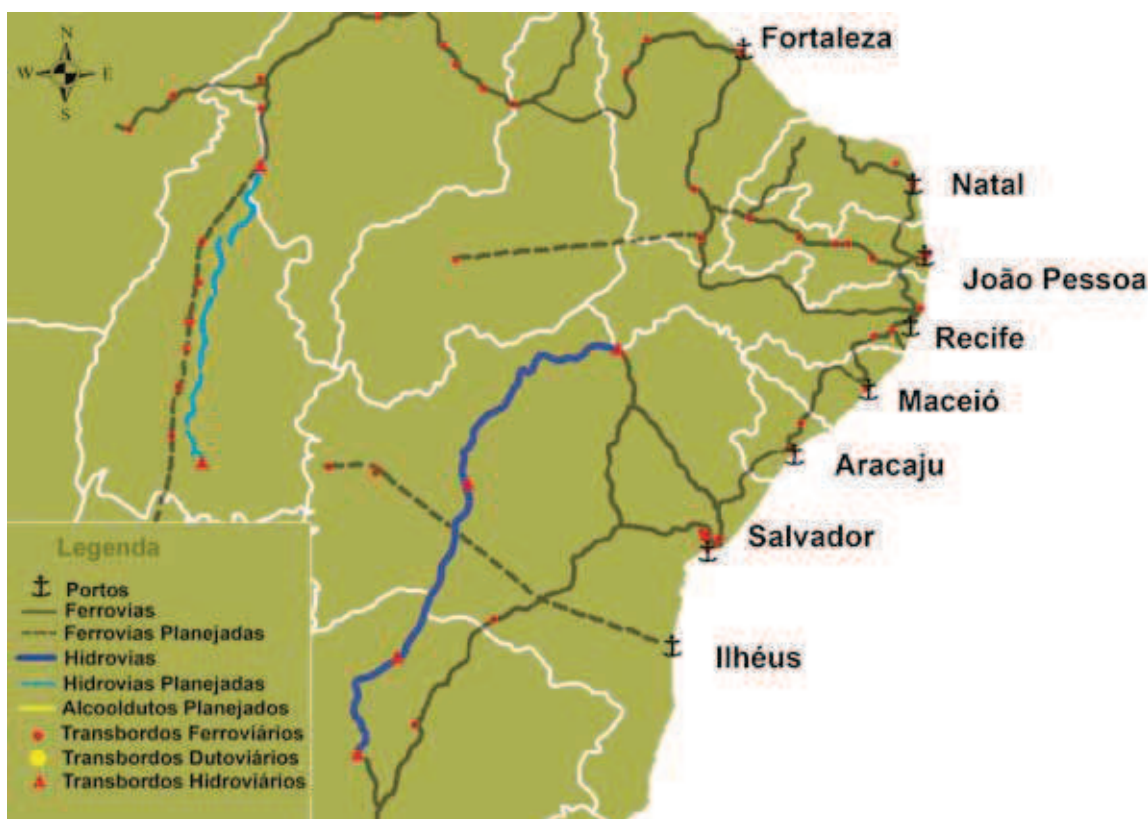 N
W E
S
Fortaleza
Natal
João Pessoa
Recife
Maceió
Aracaju
Salvador
Ilhéus
Legenda
Portos
Ferrovias
Ferrovias Planejadas
Hidrovias
Hidrovias Planejadas
Alcooldutos Planejados
Transbordos Ferroviários
Transbordos Dutoviários
Transbordos Hidroviários